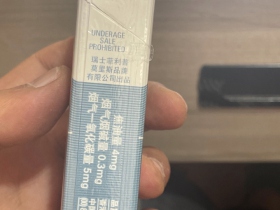 UNDERAGE
SALE
PROHIBITED
瑞士菲利普
莫里斯品牌
有限公司出品
焦油量 4mg
烟气烟碱量 0.3mg
烟气一氧化碳量 5mg